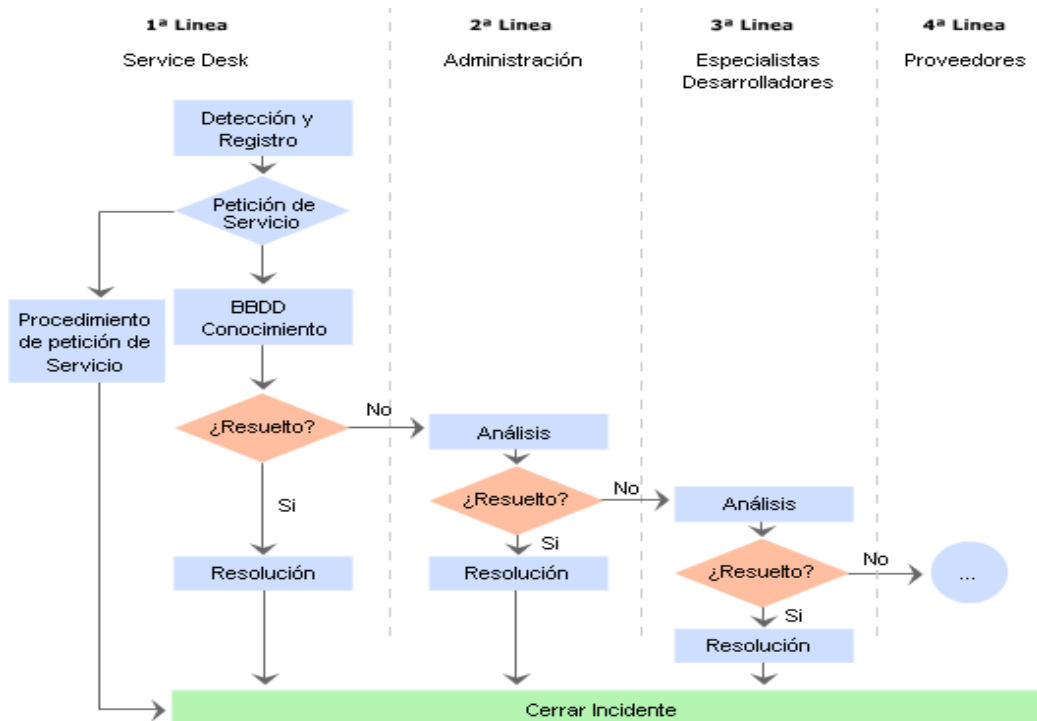 1ª Linea
2ª Linea
3ª Linea
4ª Linea
Service Desk
Administración
Especialistas
Desarrolladores
Proveedores
Detección y
Registro
Petición de
Servicio
Procedimiento
de petición de
Servicio
BBDD
Conocimiento
¿Resuelto?
No
Análisis
¿Resuelto?
No
Análisis
Si
Si
¿Resuelto?
No
...
Resolución
Resolución
Si
Resolución
Cerrar Incidente